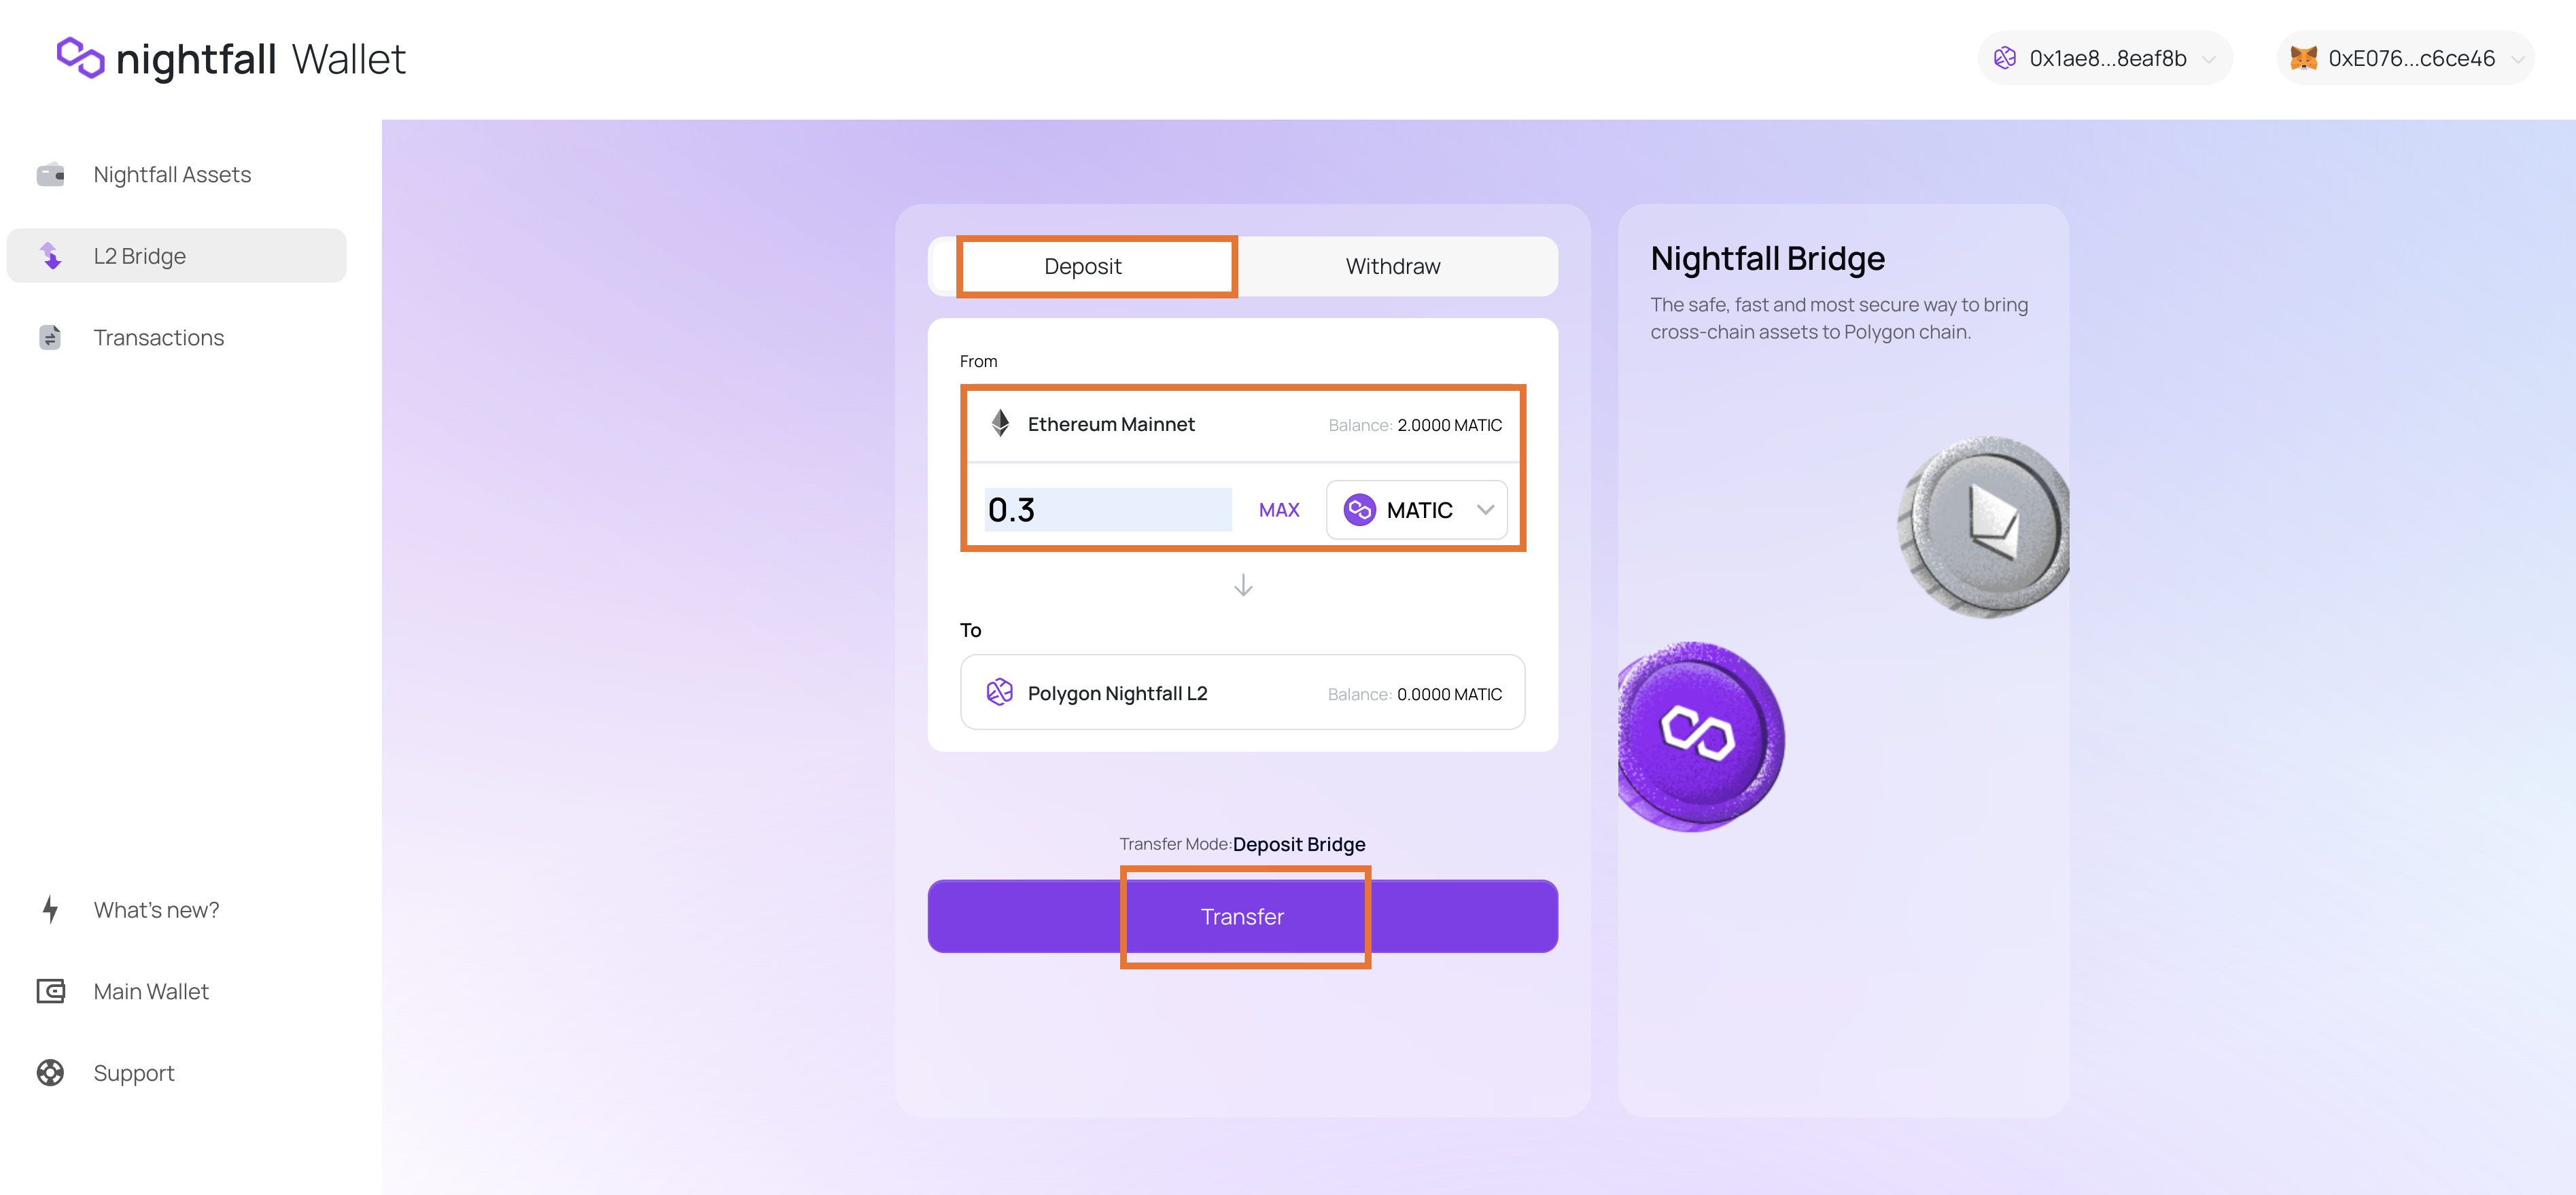 nightfall Wallet
0x1ae8...8eaf8b
0xE076...c6ce46
Nightfall Assets
L2 Bridge
Transactions
What's new?
Main Wallet
Support
Deposit
Withdraw
From
Ethereum Mainnet
Balance: 2.0000 MATIC
0.3
MAX
MATIC
To
Polygon Nightfall L2
Balance: 0.0000 MATIC
Transfer Mode:Deposit Bridge
Transfer
Nightfall Bridge
The safe, fast and most secure way to bring
cross-chain assets to Polygon chain.